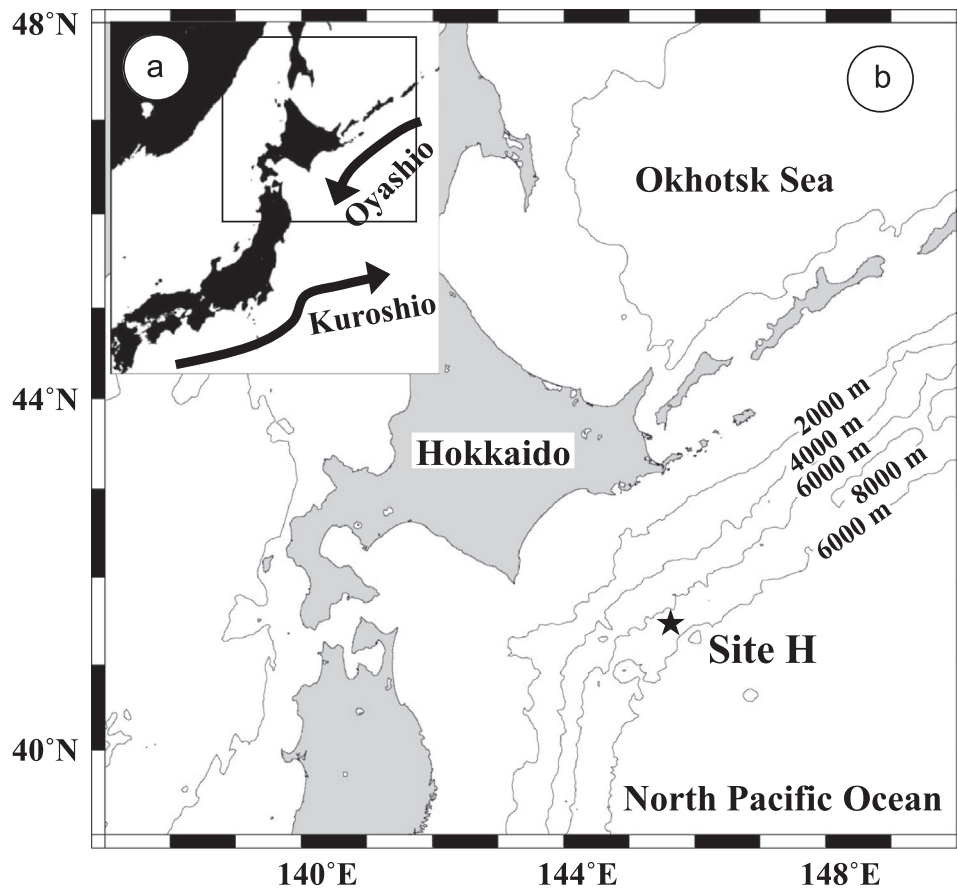 48°N
a
b
Okhotsk Sea
Oyashio
Kuroshio
44°N
2000 m
4000 m
6000 m
8000 m
6000 m
Hokkaido
Site H
40°N
North Pacific Ocean
140°E
144°E
148°E